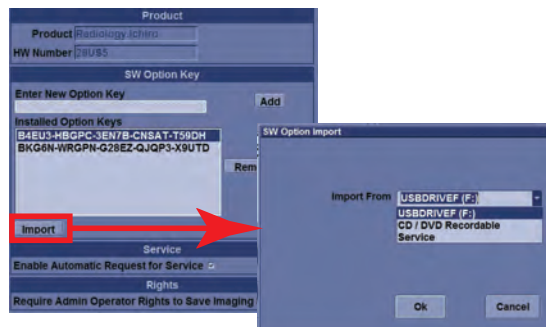 Product
Product Radiology.Ichiro
HW Number 28US5
SW Option Key
Enter New Option Key
Add
Installed Option Keys
B4EU3-HBGPC-3EN7B-CNSAT-T59DH
BKG6N-WRGPN-G28EZ-QJQP3-X9UTD
Rem
Import
Service
Enable Automatic Request for Service
Rights
Require Admin Operator Rights to Save Imaging
SW Option Import
Import From USBDRIVEF (F:)
USBDRIVEF (F:)
CD / DVD Recordable
Service
Ok Cancel